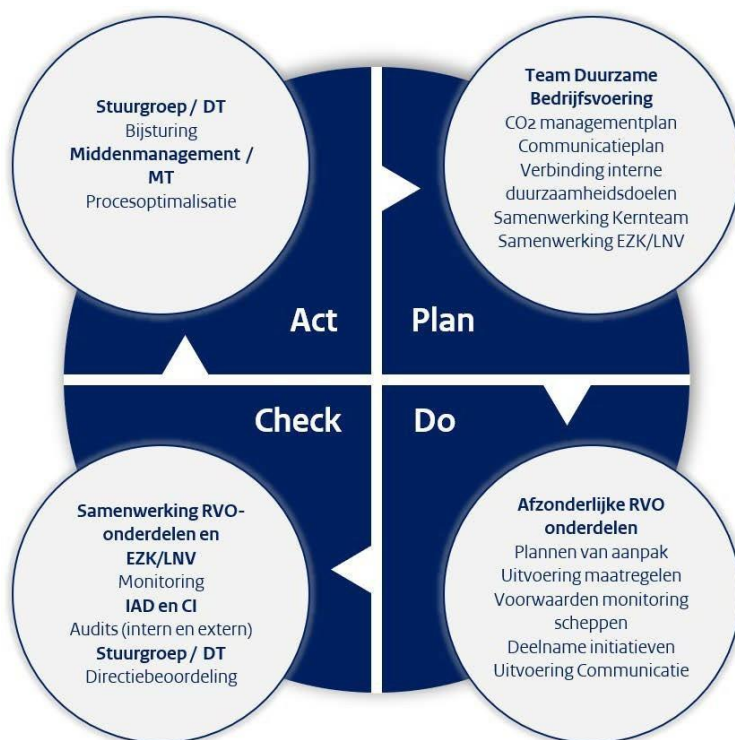 Stuurgroep / DT
Bijsturing
Middenmanagement /
MT
Procesoptimalisatie
Act
Team Duurzame
Bedrijfsvoering
CO2 managementplan
Communicatieplan
Verbinding interne
duurzaamheidsdoelen
Samenwerking Kernteam
Samenwerking EZK/LNV
Plan
Check
Samenwerking RVO-
onderdelen en
EZK/LNV
Monitoring
IAD en CI
Audits (intern en extern)
Stuurgroep / DT
Directiebeoordeling
Do
Afzonderlijke RVO
onderdelen
Plannen van aanpak
Uitvoering maatregelen
Voorwaarden monitoring
scheppen
Deelname initiatieven
Uitvoering Communicatie